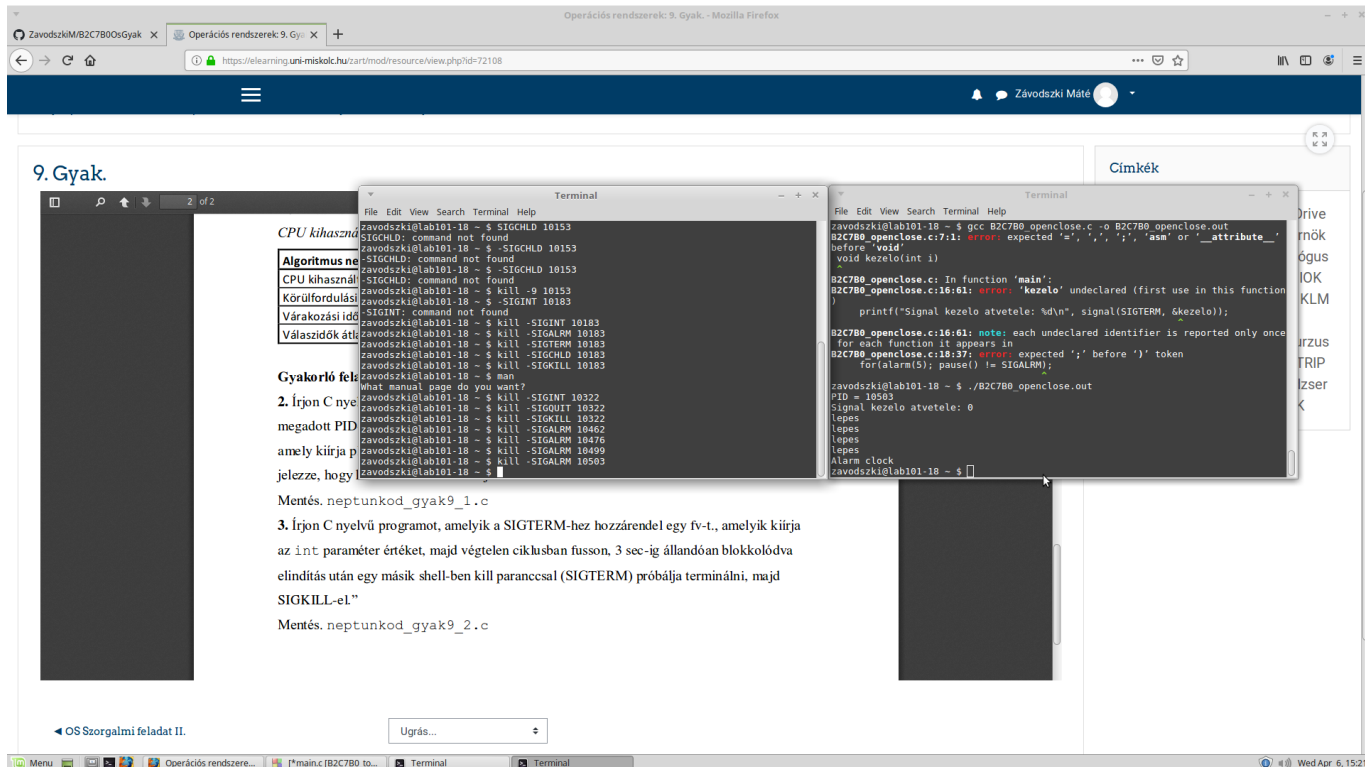 Operációs rendszerek: 9. Gyak. - Mozilla Firefox
ZavodszkiM/B2C7B0OsGyak
Operációs rendszerek: 9. Gya
https://elearning.uni-miskolc.hu/zart/mod/resource/view.php?id=72108
Závodszki Máté
9. Gyak.
Címkék
2 of 2
CPU kihaszná
Algoritmus ne
CPU kihasznál
Körülfordulási
Várakozási idő
Válaszidők átla
Gyakorló fela
2. Írjon C nye
megadott PID
amely kiírja p
jelezze, hogy l
Mentés. neptunkod_gyak9_1.c
3. Írjon C nyelvű programot, amelyik a SIGTERM-hez hozzárendel egy fv-t., amelyik kiírja
az int paraméter értéket, majd végtelen ciklusban fusson, 3 sec-ig állandóan blokkolódva
elindítás után egy másik shell-ben kill paranccsal (SIGTERM) próbálja terminálni, majd
SIGKILL-el.”
Mentés. neptunkod_gyak9_2.c
Terminal
File Edit View Search Terminal Help
zavodszki@lab101-18 ~ $ SIGCHLD 10153
SIGCHLD: command not found
zavodszki@lab101-18 ~ $ -SIGCHLD 10153
-SIGCHLD: command not found
zavodszki@lab101-18 ~ $ -SIGCHLD 10153
-SIGCHLD: command not found
zavodszki@lab101-18 ~ $ kill -9 10153
zavodszki@lab101-18 ~ $ -SIGINT 10183
-SIGINT: command not found
zavodszki@lab101-18 ~ $ kill -SIGINT 10183
zavodszki@lab101-18 ~ $ kill -SIGALRM 10183
zavodszki@lab101-18 ~ $ kill -SIGTERM 10183
zavodszki@lab101-18 ~ $ kill -SIGCHLD 10183
zavodszki@lab101-18 ~ $ kill -SIGKILL 10183
zavodszki@lab101-18 ~ $ man
What manual page do you want?
zavodszki@lab101-18 ~ $ kill -SIGINT 10322
zavodszki@lab101-18 ~ $ kill -SIGQUIT 10322
zavodszki@lab101-18 ~ $ kill -SIGKILL 10322
zavodszki@lab101-18 ~ $ kill -SIGALRM 10462
zavodszki@lab101-18 ~ $ kill -SIGALRM 10476
zavodszki@lab101-18 ~ $ kill -SIGALRM 10499
zavodszki@lab101-18 ~ $ kill -SIGALRM 10503
zavodszki@lab101-18 ~ $
Terminal
File Edit View Search Terminal Help
zavodszki@lab101-18 ~ $ gcc B2C7B0_openclose.c -o B2C7B0_openclose.out
B2C7B0_openclose.c:7:1: error: expected ‘=’, ‘,’, ‘;’, ‘asm’ or ‘__attribute__’
before ‘void’
void kezelo(int i)
^
B2C7B0_openclose.c: In function ‘main’:
B2C7B0_openclose.c:16:61: error: ‘kezelo’ undeclared (first use in this function
)
printf("Signal kezelo atvetele: %d\n", signal(SIGTERM, &kezelo));
^
B2C7B0_openclose.c:16:61: note: each undeclared identifier is reported only once
for each function it appears in
B2C7B0_openclose.c:18:37: error: expected ‘;’ before ‘)’ token
for(alarm(5); pause() != SIGALRM);
^
zavodszki@lab101-18 ~ $ ./B2C7B0_openclose.out
PID = 10503
Signal kezelo atvetele: 0
lepes
lepes
lepes
lepes
Alarm clock
zavodszki@lab101-18 ~ $
Drive
rnök
ógus
IOK
KLM
urzus
TRIP
dzser
K
◄ OS Szorgalmi feladat II.
Ugrás...
Menu
Operációs rendszere...
[*main.c [B2C7B0_to...
Terminal
Terminal
Wed Apr 6, 15:21